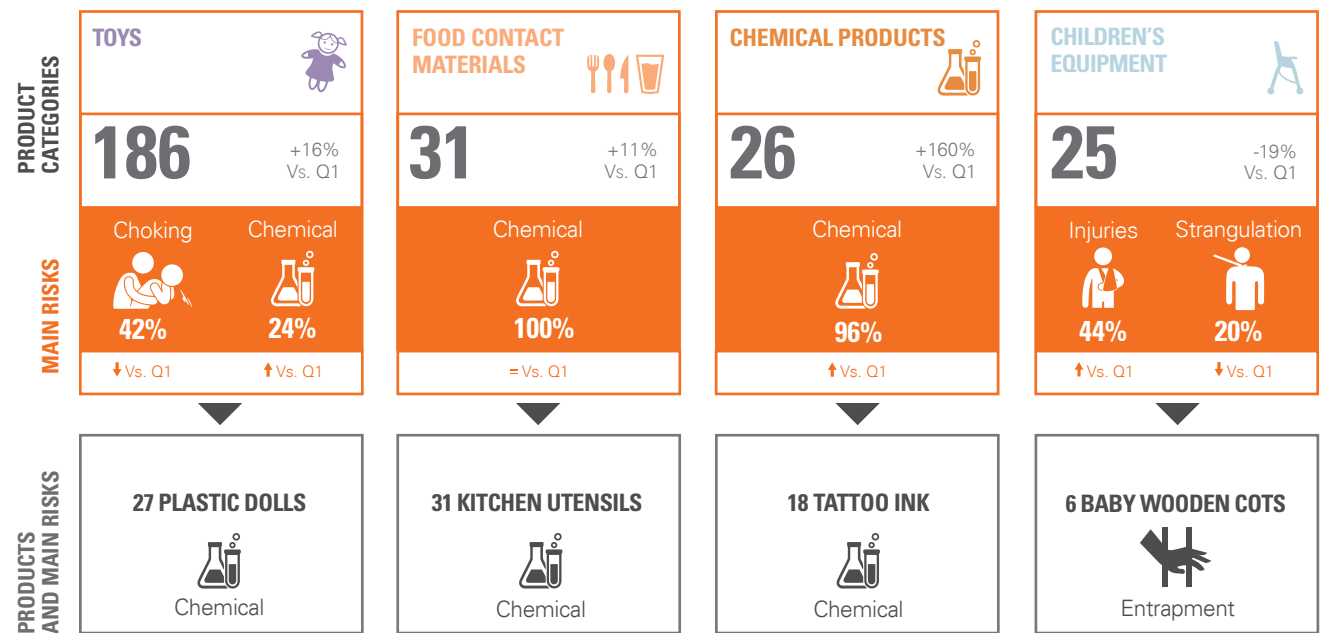 PRODUCT
CATEGORIES
TOYS
186
+16%
Vs. Q1
FOOD CONTACT
MATERIALS
31
+11%
Vs. Q1
CHEMICAL PRODUCTS
26
+160%
Vs. Q1
CHILDREN'S
EQUIPMENT
25
-19%
Vs. Q1
MAIN RISKS
Choking
42%
Vs. Q1
Chemical
24%
Vs. Q1
Chemical
100%
= Vs. Q1
Chemical
96%
Vs. Q1
Injuries
44%
Vs. Q1
Strangulation
20%
Vs. Q1
PRODUCTS
AND MAIN RISKS
27 PLASTIC DOLLS
Chemical
31 KITCHEN UTENSILS
Chemical
18 TATTOO INK
Chemical
6 BABY WOODEN COTS
Entrapment